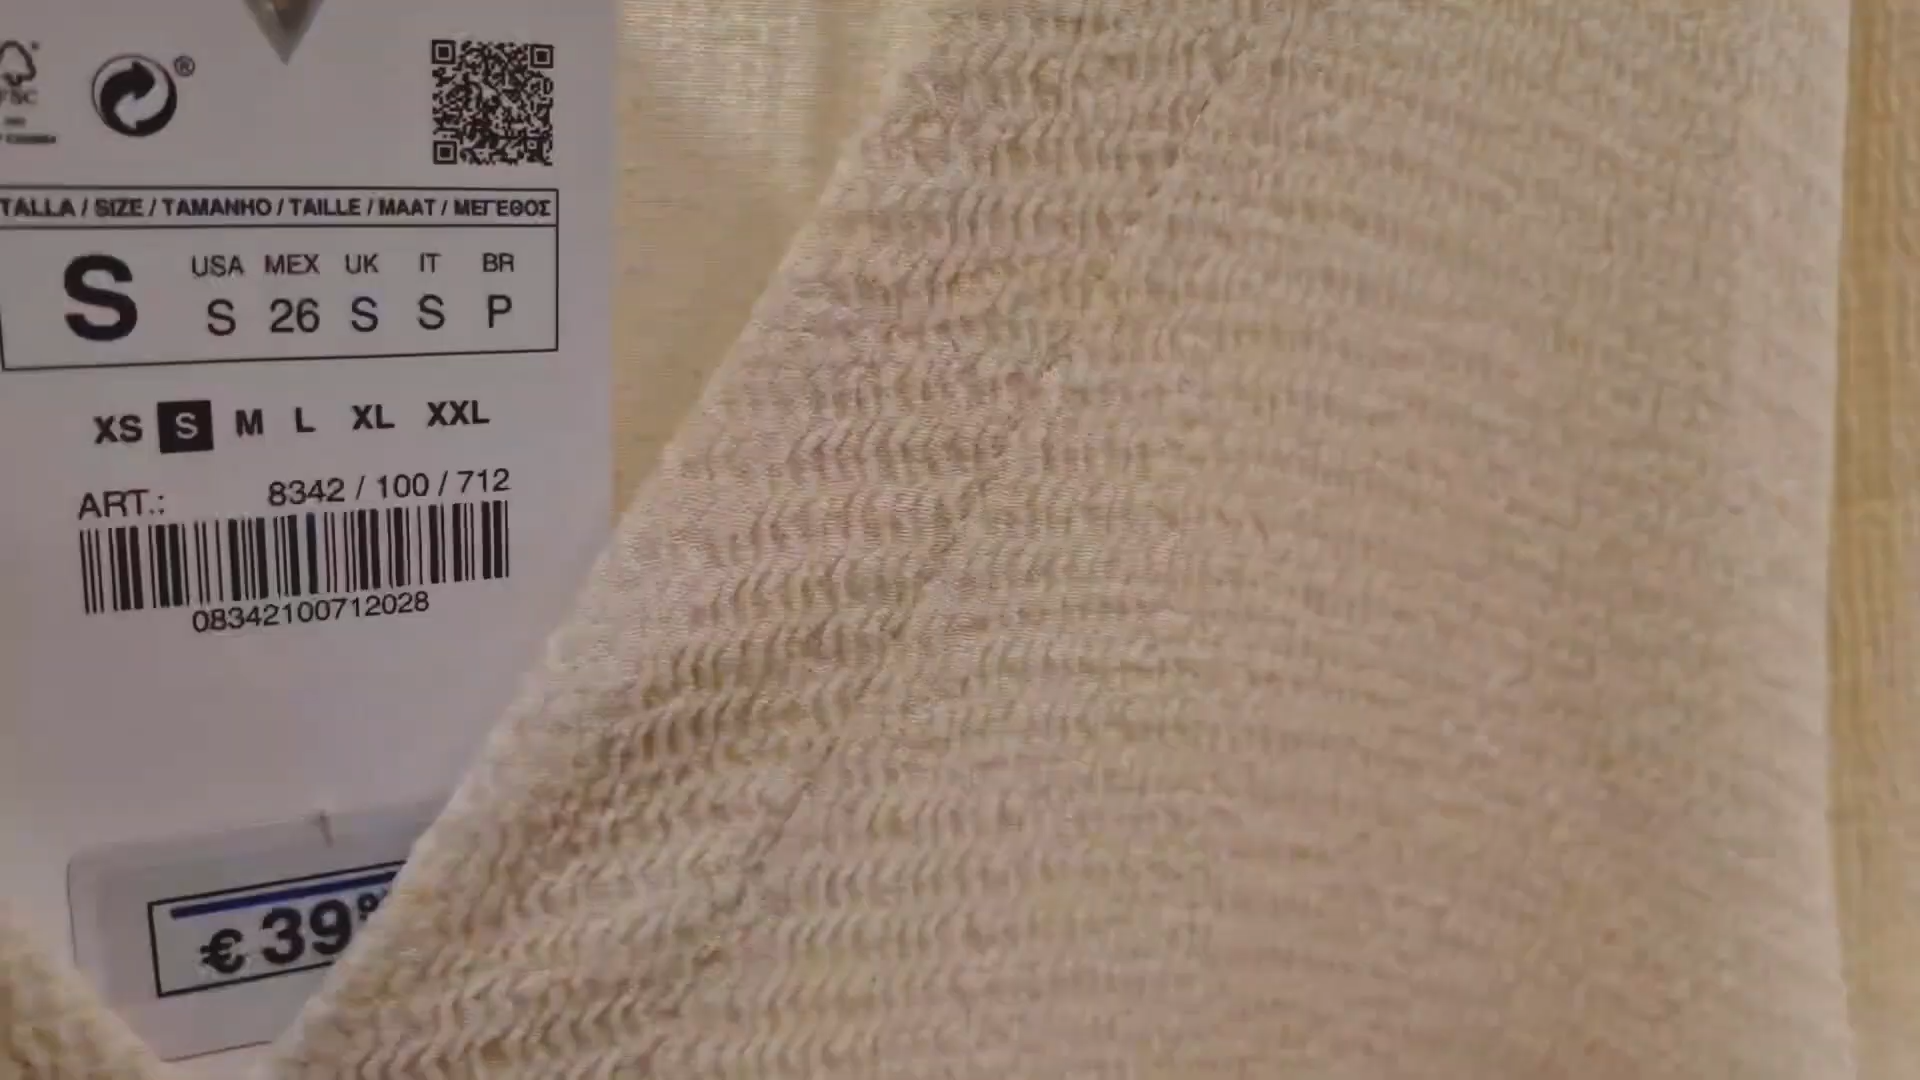 FSC
®
TALLA / SIZE / TAMANHO / TAILLE / MAAT / ΜΕΓΕΘΟΣ
S
USA MEX UK IT BR
S 26 S S P
XS S M L XL XXL
ART.: 8342 / 100 / 712
08342100712028
€ 39